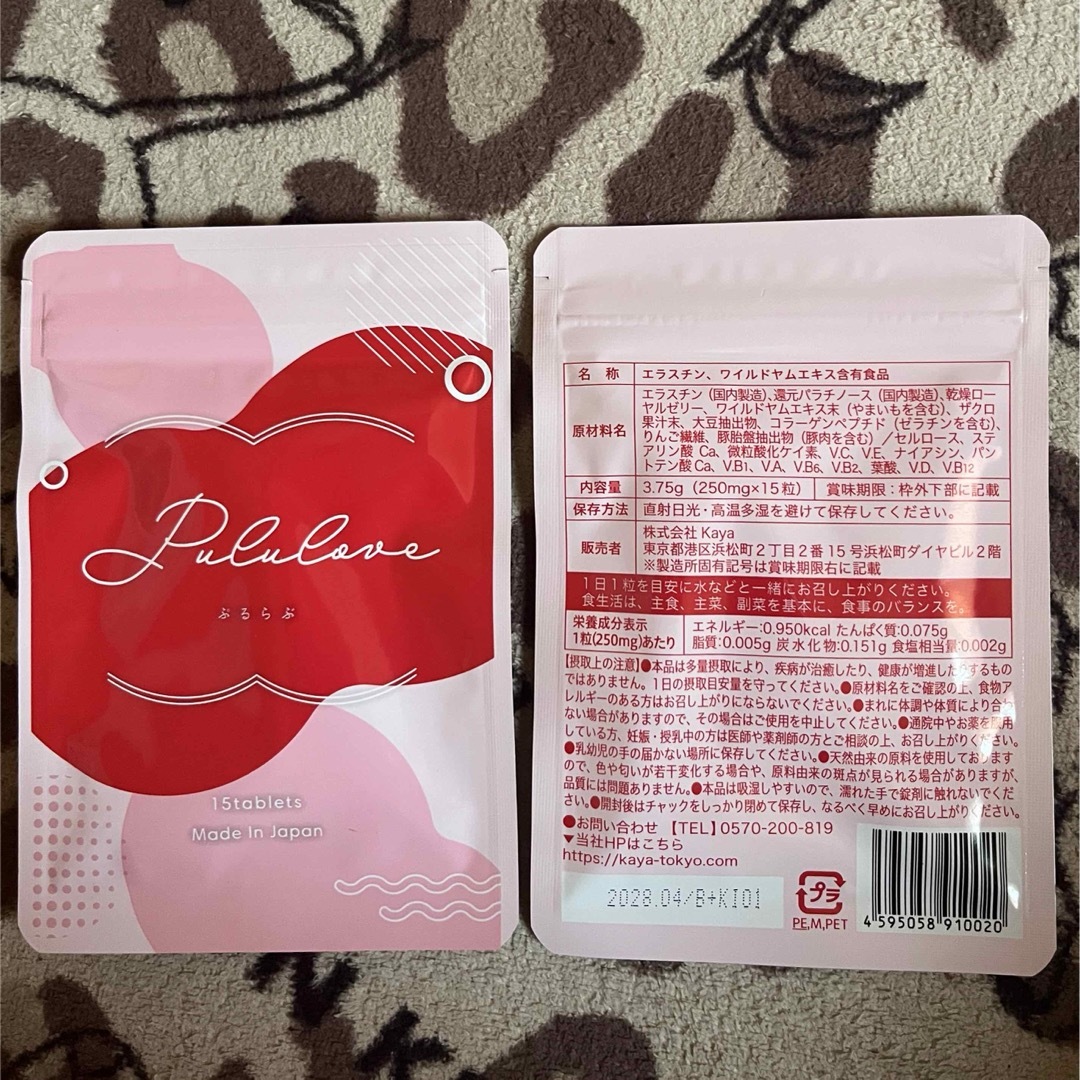 Pululove
ぷるらぶ
15tablets
Made In Japan
名 称 エラスチン、ワイルドヤムエキス含有食品
原材料名
エラスチン（国内製造）、還元パラチノース（国内製造）、乾燥ロー
ヤルゼリー、ワイルドヤムエキス末（やまいもを含む）、ザクロ
果汁末、大豆抽出物、コラーゲンペプチド（ゼラチンを含む）、
りんご繊維、豚胎盤抽出物（豚肉を含む）／セルロース、ステ
アリン酸 Ca、微粒酸化ケイ素、V.C、V.E、ナイアシン、パン
トテン酸 Ca、V.B1、V.A、V.B6、V.B2、葉酸、V.D、V.B12
内容量 3.75g（250mg×15粒） 賞味期限：枠外下部に記載
保存方法 直射日光・高温多湿を避けて保存してください。
販売者
株式会社 Kaya
東京都港区浜松町２丁目２番 15 号浜松町ダイヤビル２階
※製造所固有記号は賞味期限右に記載
１日１粒を目安に水などと一緒にお召し上がりください。
食生活は、主食、主菜、副菜を基本に、食事のバランスを。
栄養成分表示
1粒(250mg)あたり
エネルギー:0.950kcal たんぱく質:0.075g
脂質:0.005g 炭水化物:0.151g 食塩相当量:0.002g
【摂取上の注意】●本品は多量摂取により、疾病が治癒したり、健康が増進したりするもの
ではありません。1日の摂取目安量を守ってください。●原材料名をご確認の上、食物ア
レルギーのある方はお召し上がりにならないでください。●まれに体調や体質により合わ
ない場合がありますので、その場合はご使用を中止してください。●通院中やお薬を服用
している方、妊娠・授乳中の方は医師や薬剤師の方とご相談の上、お召し上がりください。
●乳幼児の手の届かない場所に保存してください。●天然由来の原料を使用しております
ので、色や匂いが若干変化する場合や、原料由来の斑点が見られる場合がありますが、
品質には問題ありません。●本品は吸湿しやすいので、濡れた手で錠剤に触れないでくだ
さい。●開封後はチャックをしっかり閉めて保存し、なるべく早めにお召し上がりください。
●お問い合わせ 【TEL】0570-200-819
▼当社HPはこちら
https://kaya-tokyo.com
2028.04/B+KI01
プラ
PE,M,PET
4 595058 910020